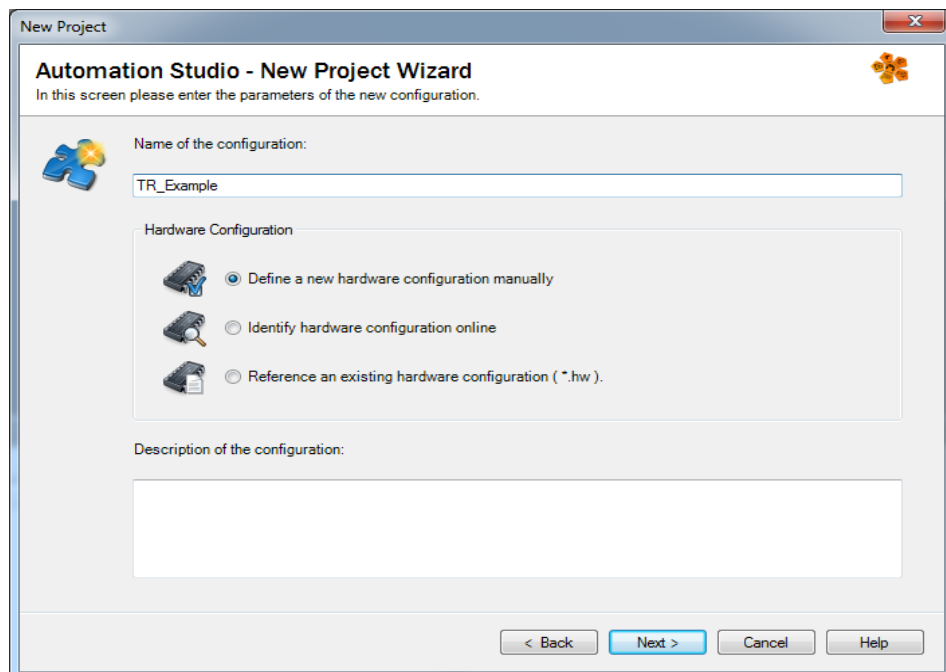 New Project
Automation Studio - New Project Wizard
In this screen please enter the parameters of the new configuration.
Name of the configuration:
TR_Example
Hardware Configuration
Define a new hardware configuration manually
Identify hardware configuration online
Reference an existing hardware configuration ( *.hw ).
Description of the configuration:
< Back Next > Cancel Help